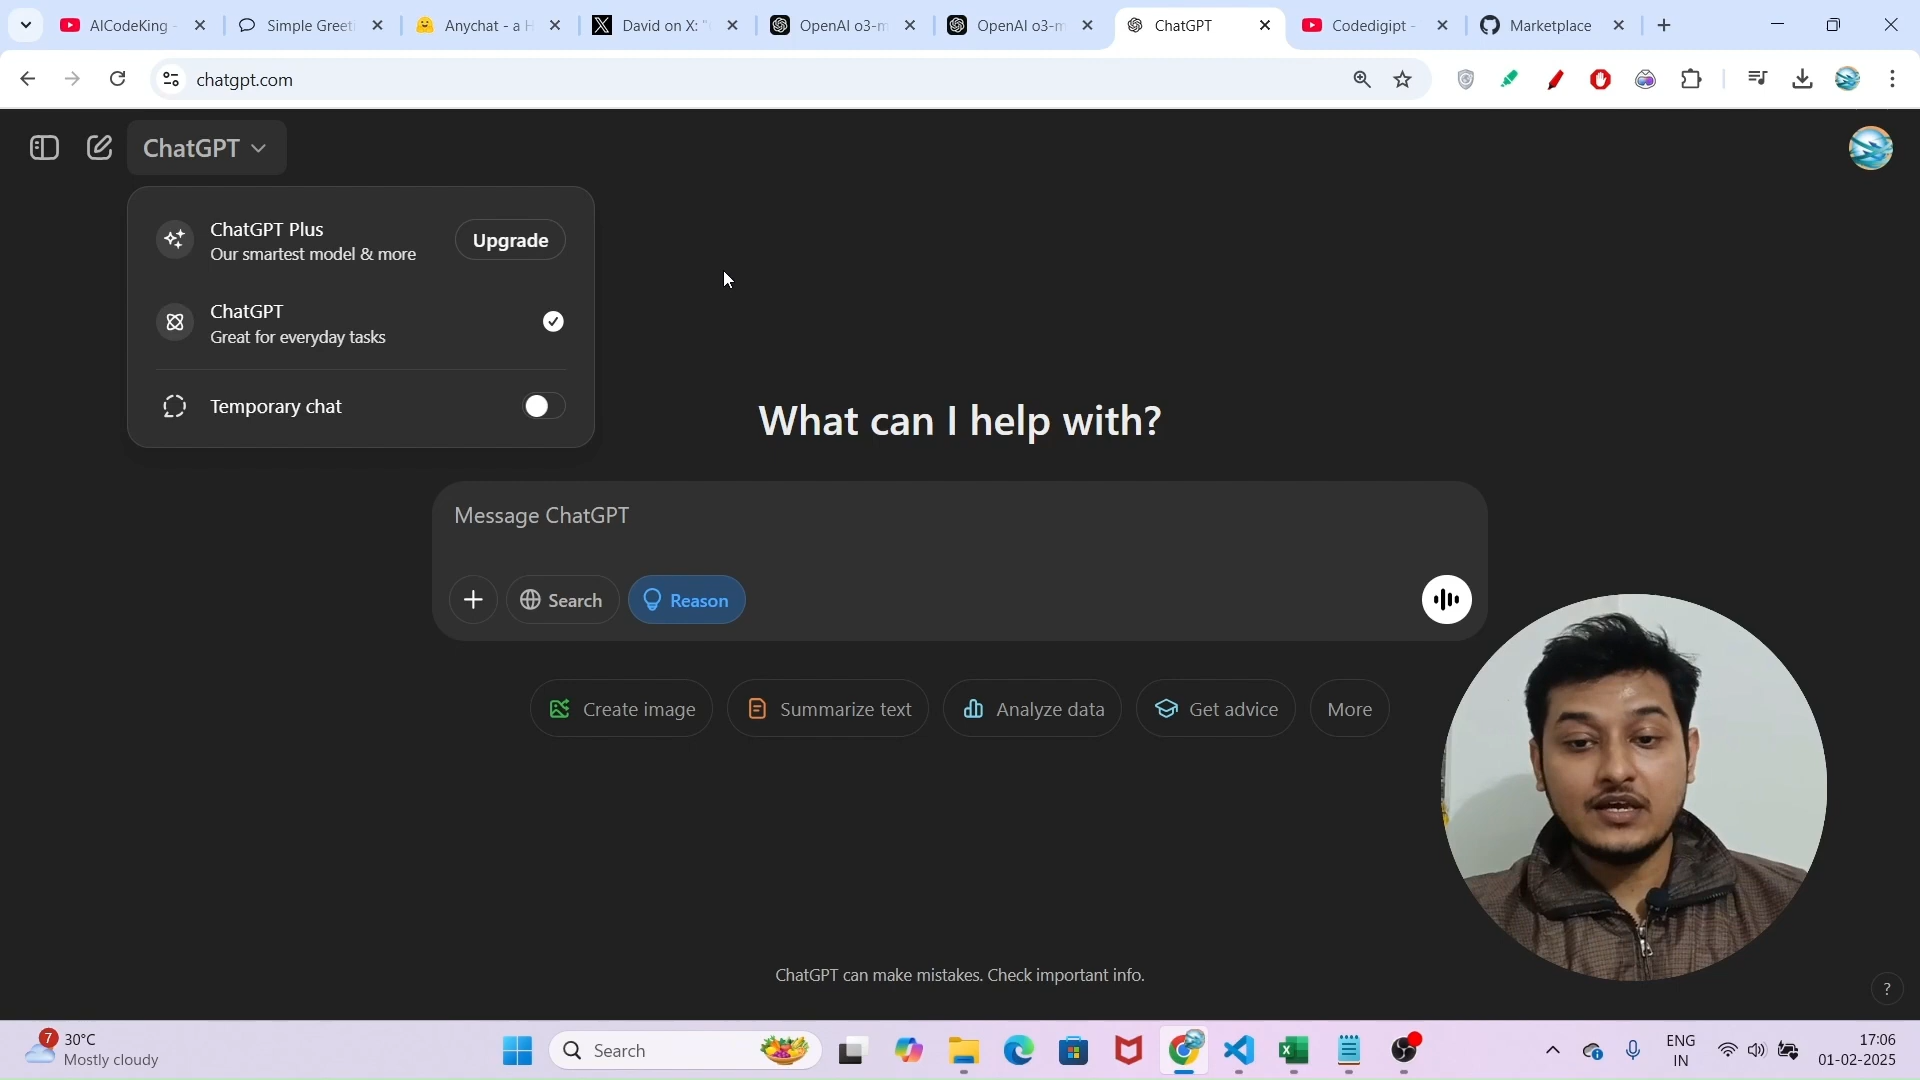 AICodeKing -
Simple Greeti
Anychat - a H
David on X: "
OpenAI o3-m
OpenAI o3-m
ChatGPT
Codedigipt -
Marketplace
chatgpt.com
ChatGPT
ChatGPT Plus
Our smartest model & more
Upgrade
ChatGPT
Great for everyday tasks
Temporary chat
What can I help with?
Message ChatGPT
Search
Reason
Create image
Summarize text
Analyze data
Get advice
More
ChatGPT can make mistakes. Check important info.
?
7
30°C
Mostly cloudy
Search
ENG
IN
17:06
01-02-2025